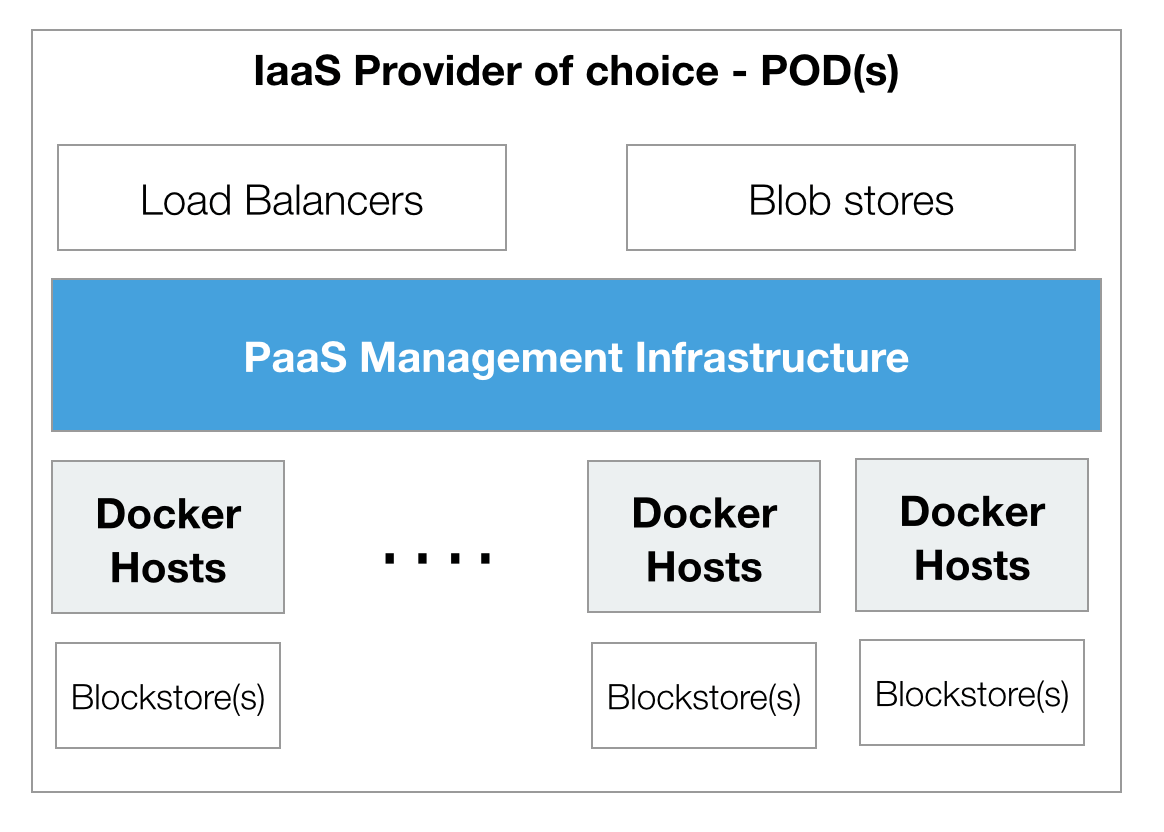 IaaS Provider of choice - POD(s)
Load Balancers
Blob stores
PaaS Management Infrastructure
Docker
Hosts
. . . .
Docker
Hosts
Docker
Hosts
Blockstore(s)
Blockstore(s)
Blockstore(s)